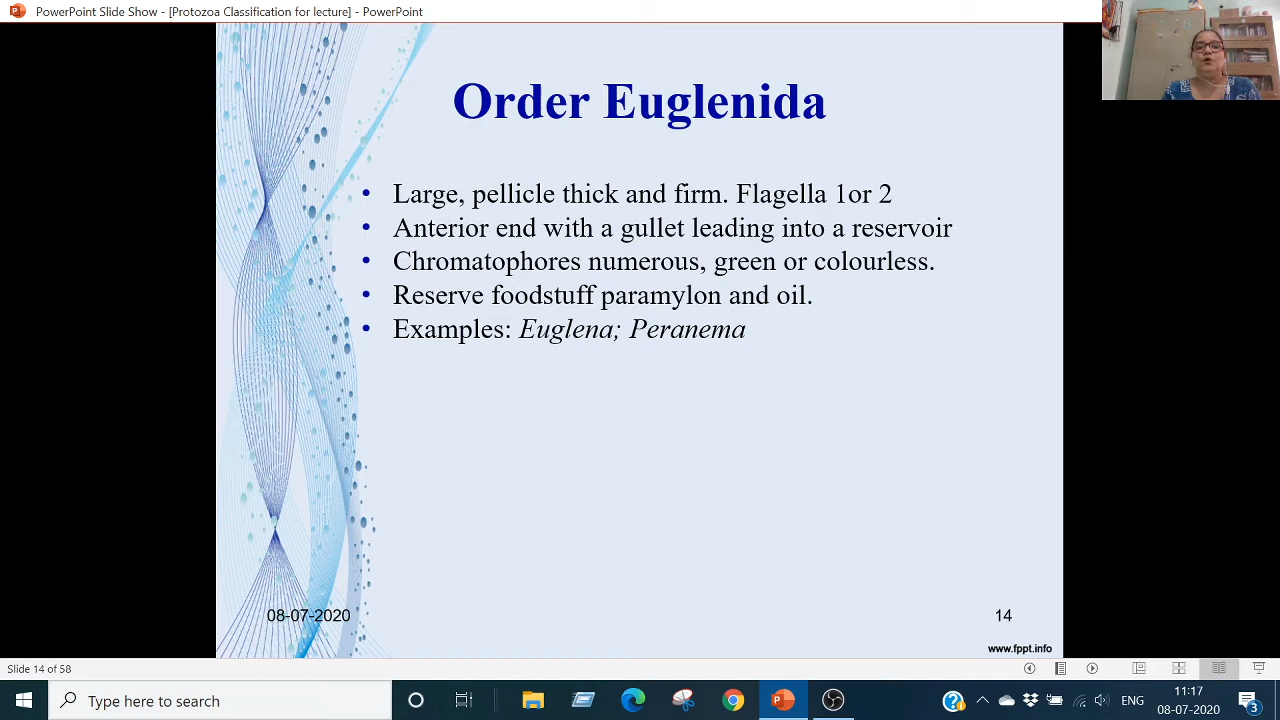 PowerPoint Slide Show - [Protozoa Classification for lecture] - PowerPoint
Order Euglenida
• Large, pellicle thick and firm. Flagella 1or 2
• Anterior end with a gullet leading into a reservoir
• Chromatophores numerous, green or colourless.
• Reserve foodstuff paramylon and oil.
• Examples: Euglena; Peranema
08-07-2020
14
www.fppt.info
Slide 14 of 58
Type here to search
ENG
11:17
08-07-2020
3